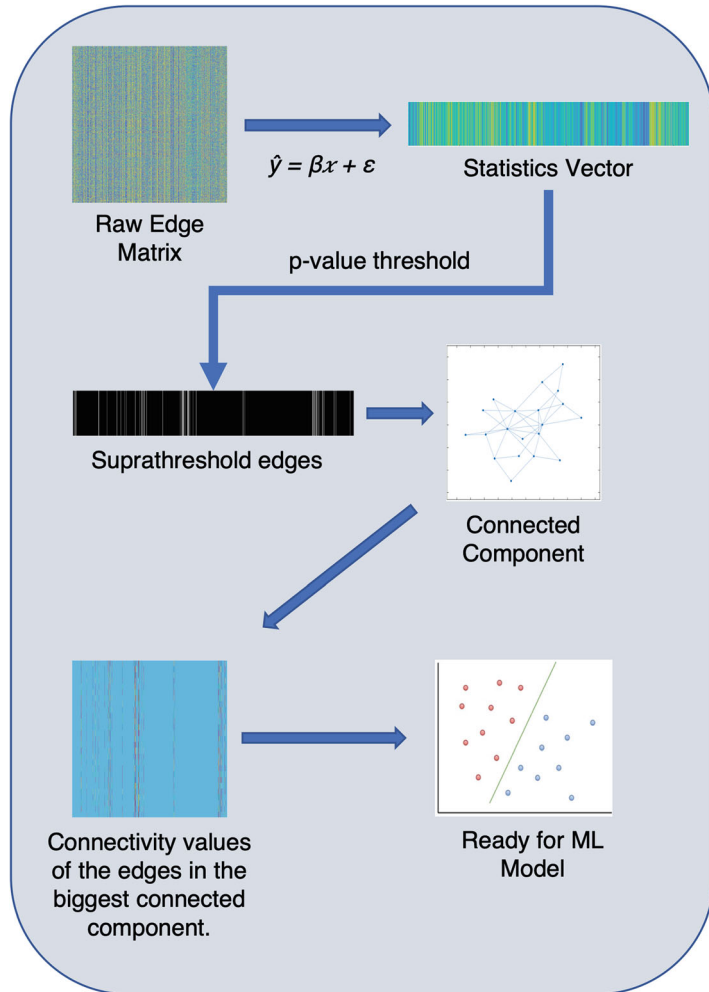 ŷ = βx + ε
Statistics Vector
Raw Edge
Matrix
p-value threshold
Suprathreshold edges
Connected
Component
Connectivity values
of the edges in the
biggest connected
component.
Ready for ML
Model